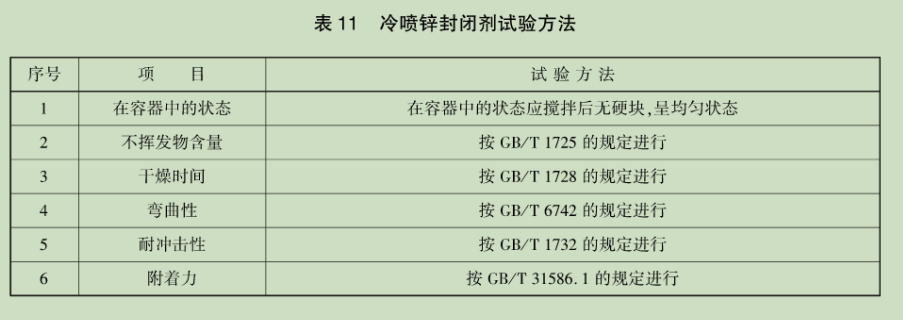 表 11 冷喷锌封闭剂试验方法
序号 项 目 试 验 方 法
1 在容器中的状态 在容器中的状态应搅拌后无硬块,呈均匀状态
2 不挥发物含量 按 GB/T 1725 的规定进行
3 干燥时间 按 GB/T 1728 的规定进行
4 弯曲性 按 GB/T 6742 的规定进行
5 耐冲击性 按 GB/T 1732 的规定进行
6 附着力 按 GB/T 31586.1 的规定进行